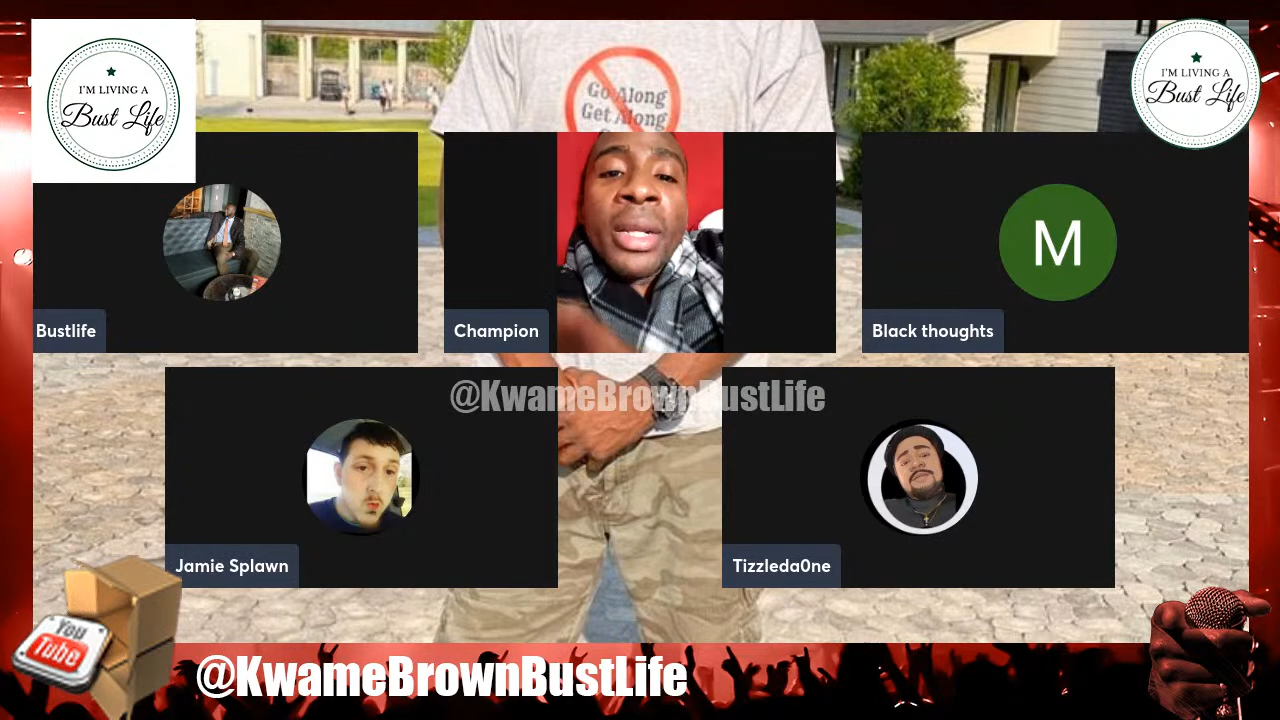 I'M LIVING A
Bust Life
I'M LIVING A
Bust Life
Go Along
Get Along
Bustlife
Champion
M
Black thoughts
@KwameBrownBustLife
Jamie Splawn
Tizzleda0ne
You
Tube
@KwameBrownBustLife